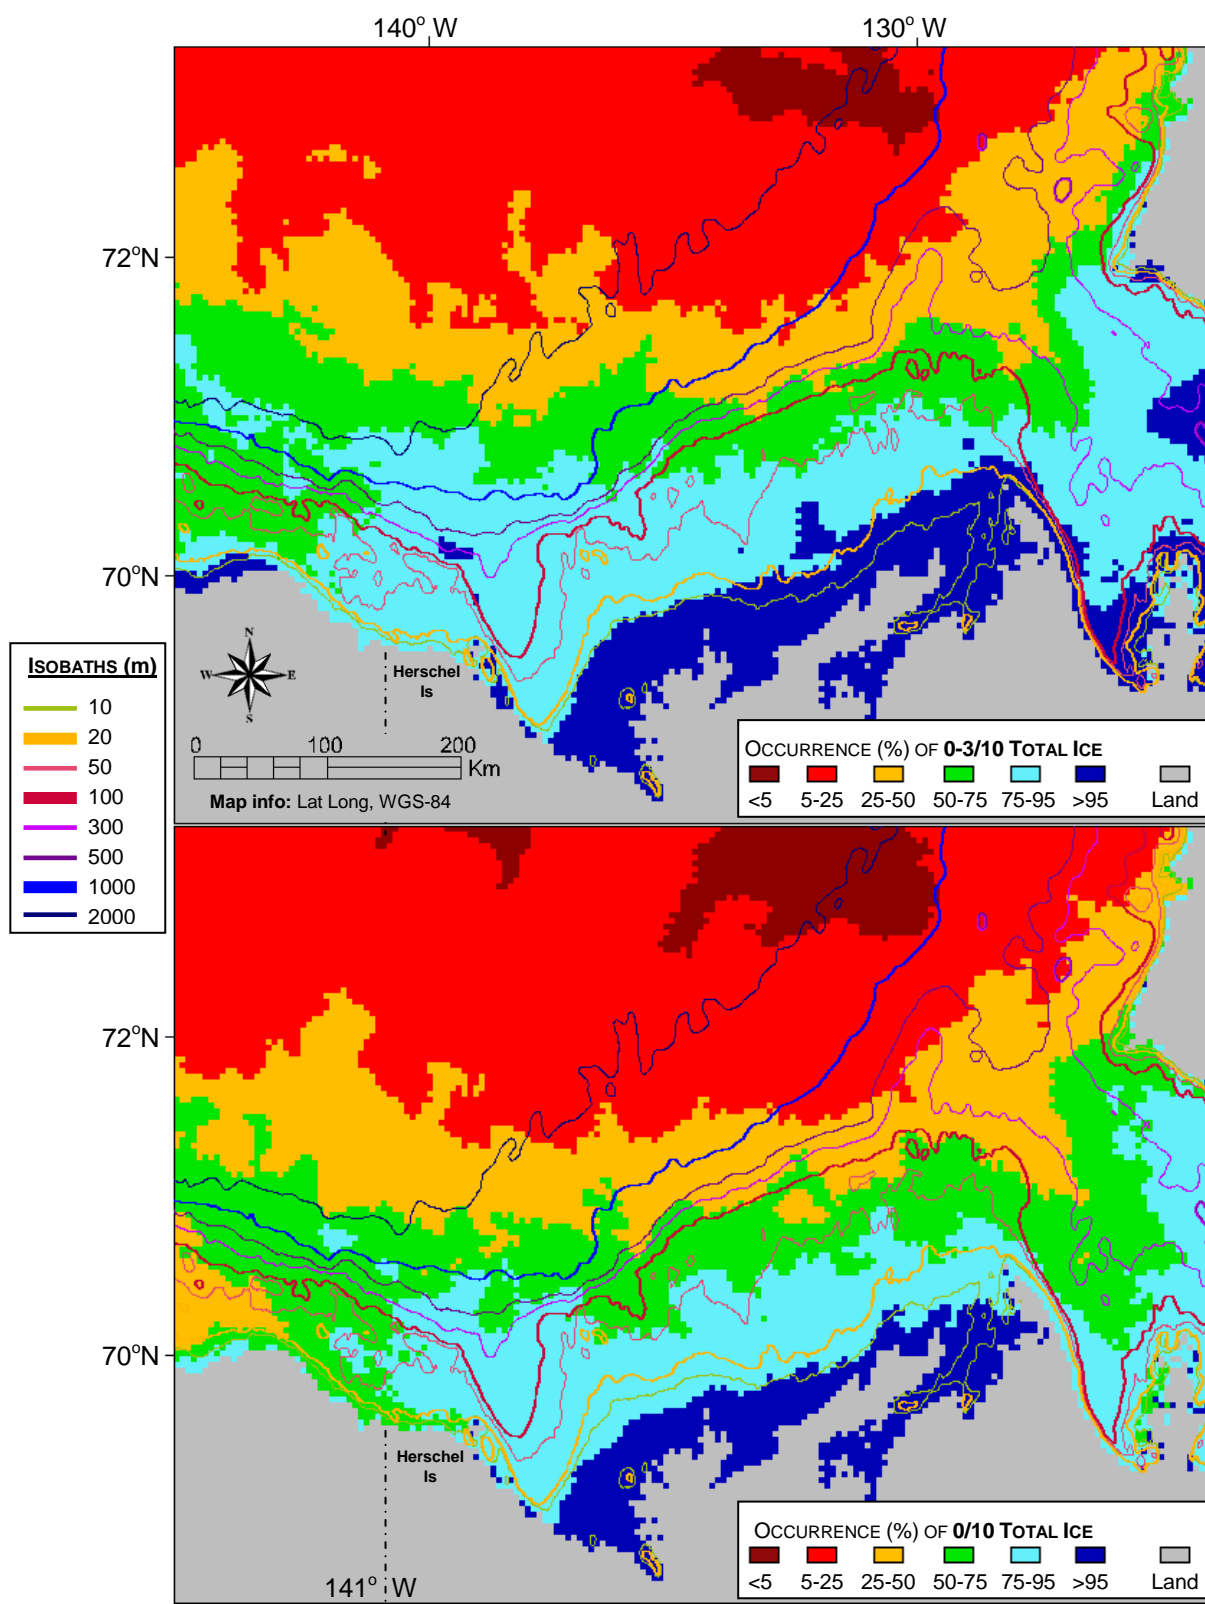 140° W 130° W
72°N
70°N
ISOBATHS (m)
10
20
50
100
300
500
1000
2000
N
W E
S
Herschel
Is
0 100 200
Km
Map info: Lat Long, WGS-84
OCCURRENCE (%) OF 0-3/10 TOTAL ICE
<5 5-25 25-50 50-75 75-95 >95 Land
72°N
70°N
Herschel
Is
141° W
OCCURRENCE (%) OF 0/10 TOTAL ICE
<5 5-25 25-50 50-75 75-95 >95 Land